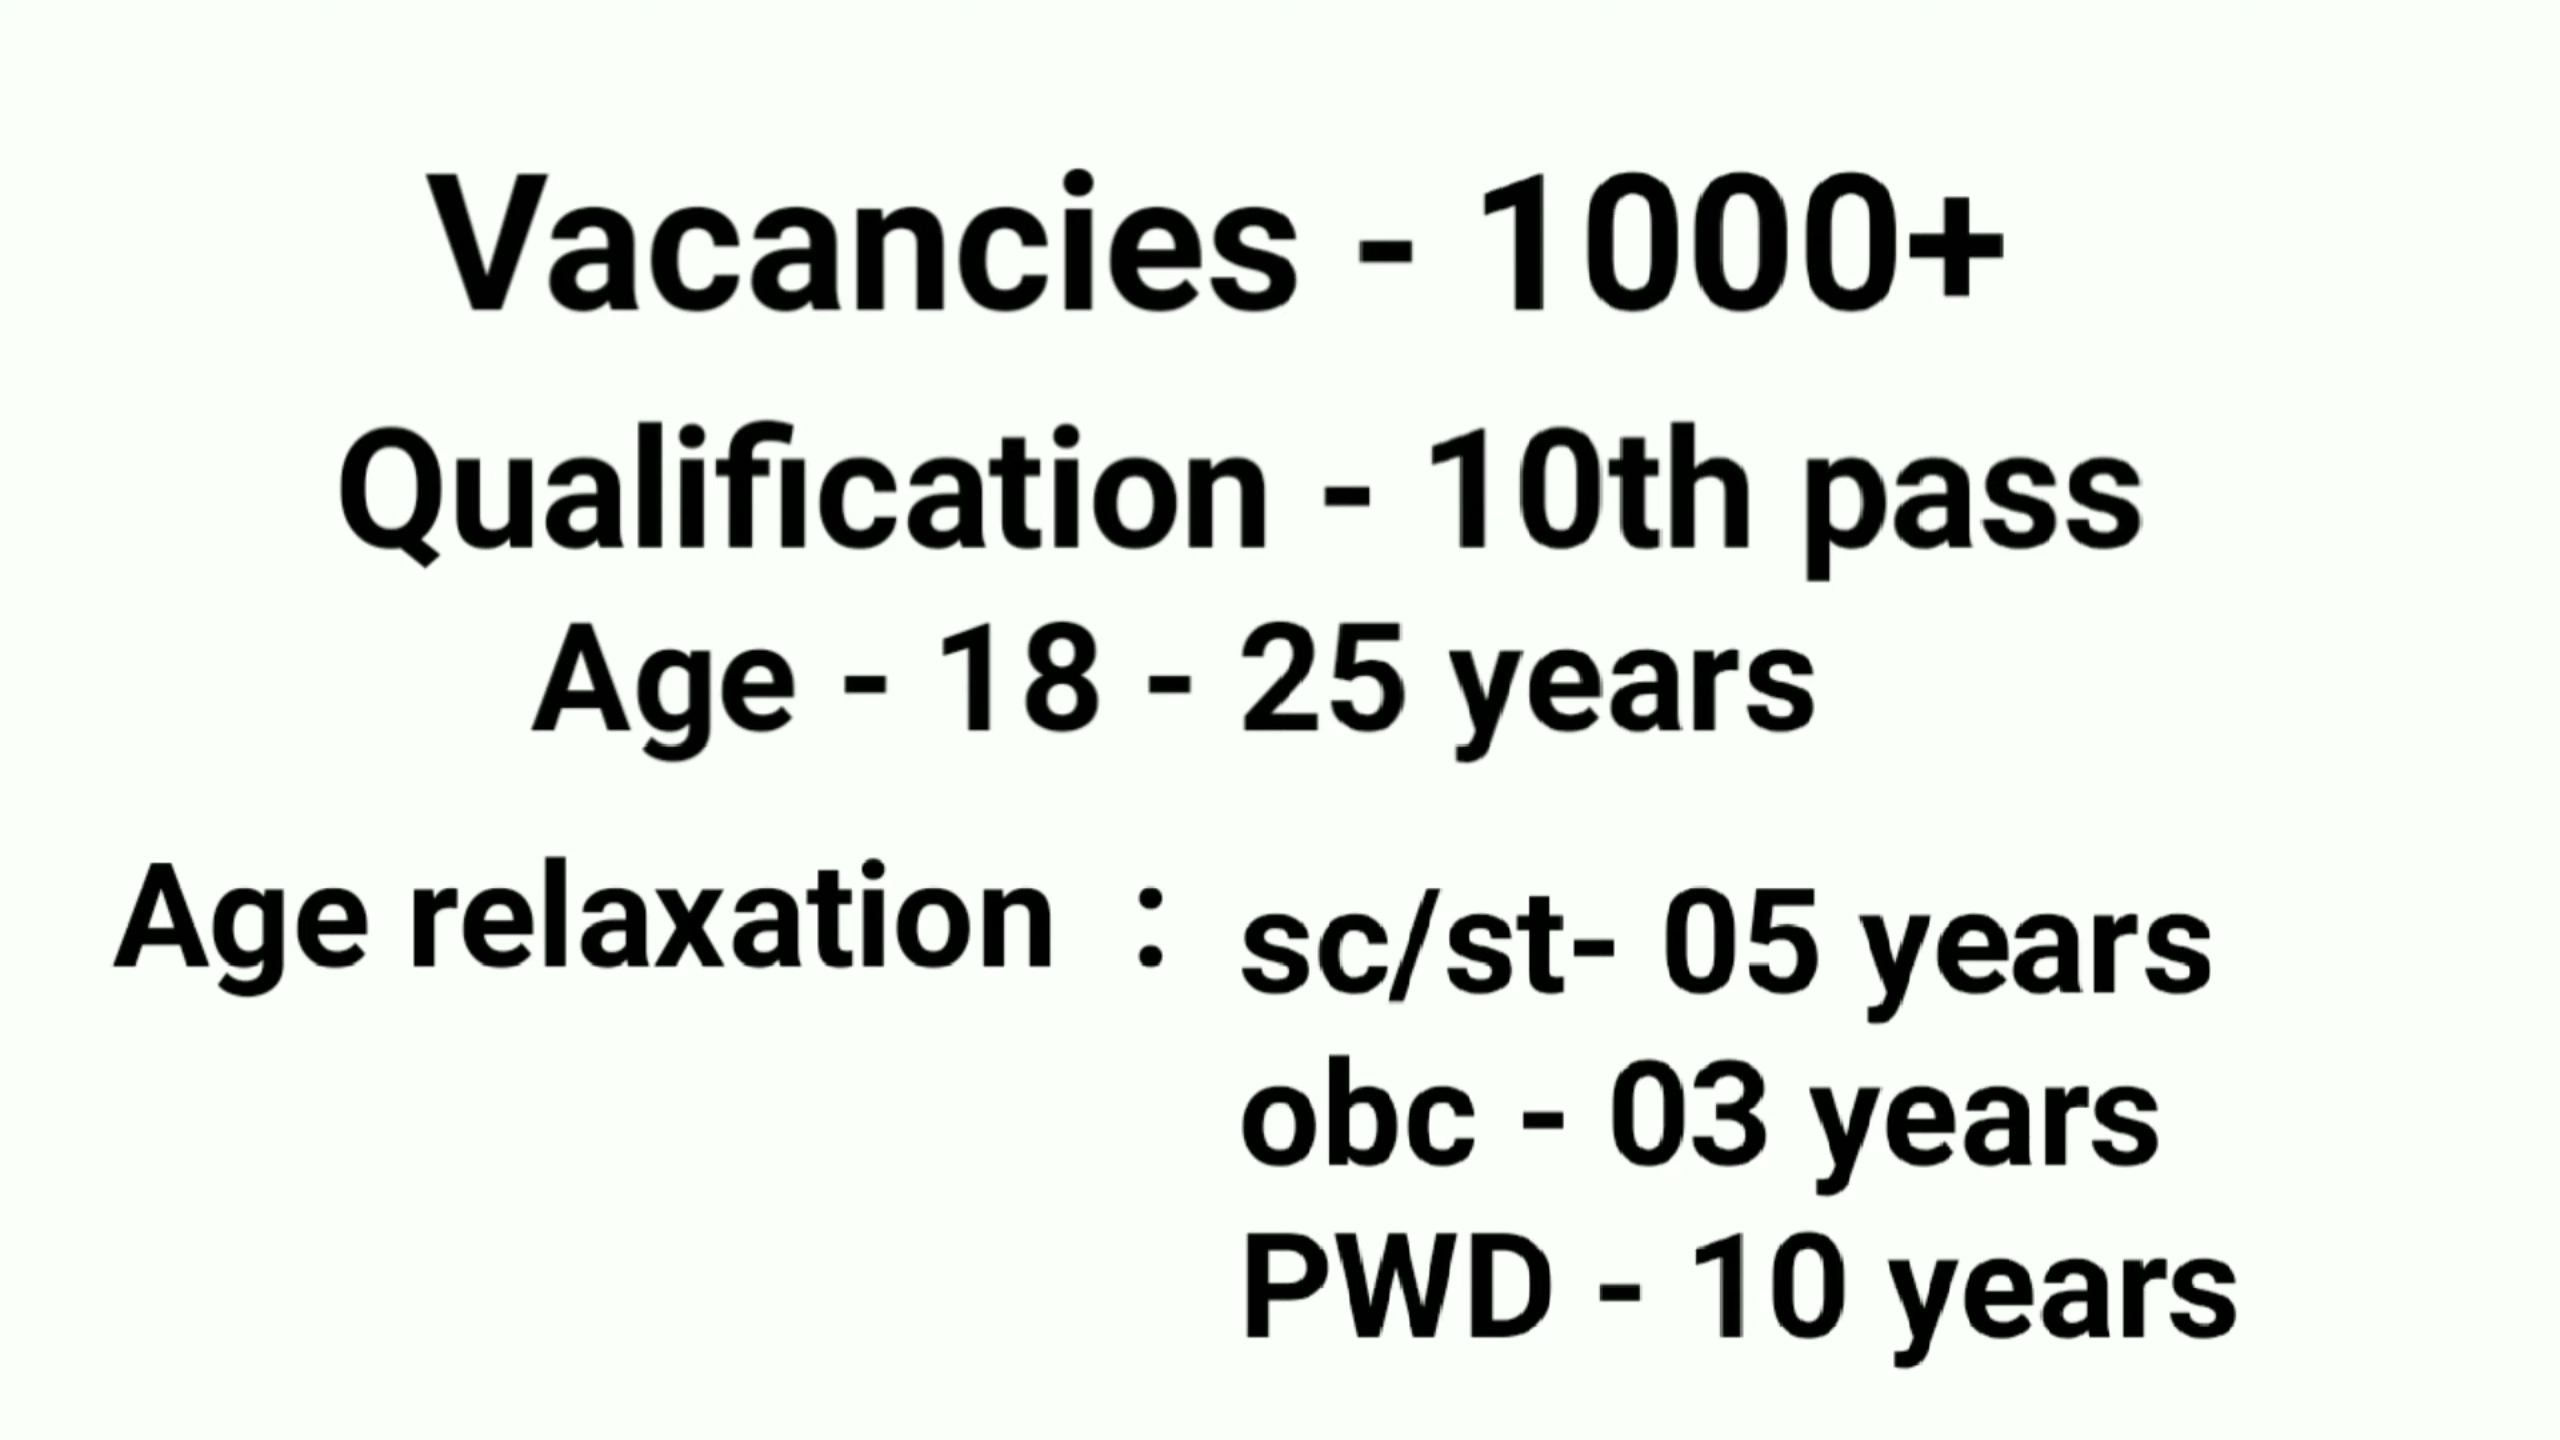 Vacancies - 1000+
Qualification - 10th pass
Age - 18 - 25 years
Age relaxation : sc/st- 05 years
obc - 03 years
PWD - 10 years